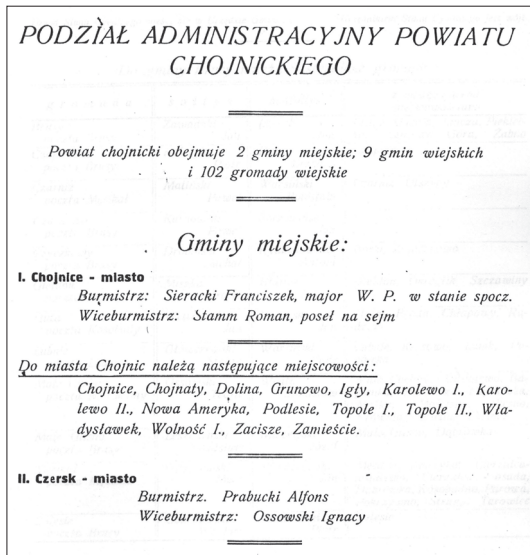 PODZIAŁ ADMINISTRACYJNY POWIATU
CHOJNICKIEGO
Powiat chojnicki obejmuje 2 gminy miejskie; 9 gmin wiejskich
i 102 gromady wiejskie
Gminy miejskie:
I. Chojnice - miasto
Burmistrz: Sieracki Franciszek, major W. P. w stanie spocz.
Wiceburmistrz: Stamm Roman, poseł na sejm
Do miasta Chojnic należą następujące miejscowości:
Chojnice, Chojnaty, Dolina, Grunowo, Igły, Karolewo I., Karo-
lewo II., Nowa Ameryka, Podlesie, Topole I., Topole II., Wła-
dysławek, Wolność I., Zacisze, Zamieście.
II. Czersk - miasto
Burmistrz. Prabucki Alfons
Wiceburmistrz: Ossowski Ignacy